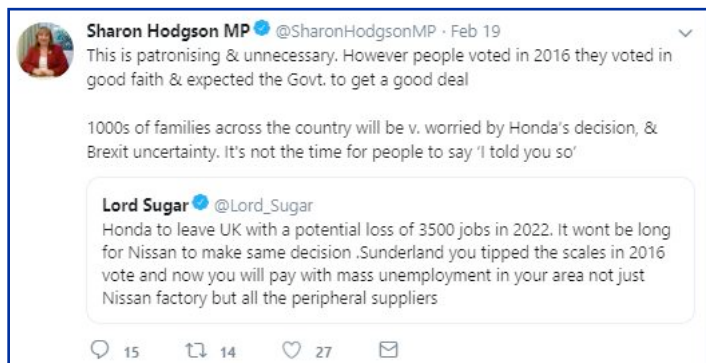 Sharon Hodgson MP @SharonHodgsonMP · Feb 19
This is patronising & unnecessary. However people voted in 2016 they voted in
good faith & expected the Govt. to get a good deal
1000s of families across the country will be v. worried by Honda's decision, &
Brexit uncertainty. It's not the time for people to say 'I told you so'
Lord Sugar @Lord_Sugar
Honda to leave UK with a potential loss of 3500 jobs in 2022. It wont be long
for Nissan to make same decision .Sunderland you tipped the scales in 2016
vote and now you will pay with mass unemployment in your area not just
Nissan factory but all the peripheral suppliers
15 14 27